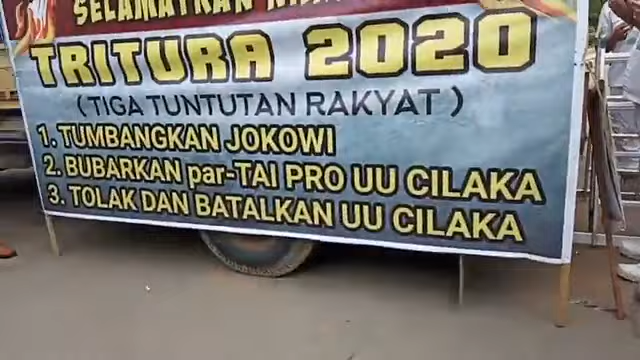 SELAMATKAN
TRITURA 2020
(TIGA TUNTUTAN RAKYAT)
1. TUMBANGKAN JOKOWI
2. BUBARKAN par-TAI PRO UU CILAKA
3. TOLAK DAN BATALKAN UU CILAKA